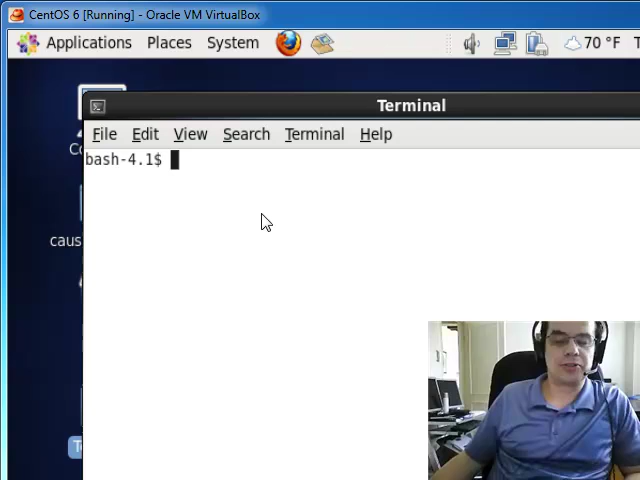 CentOS 6 [Running] - Oracle VM VirtualBox
Applications Places System 70 °F
Terminal
File Edit View Search Terminal Help
bash-4.1$
caus